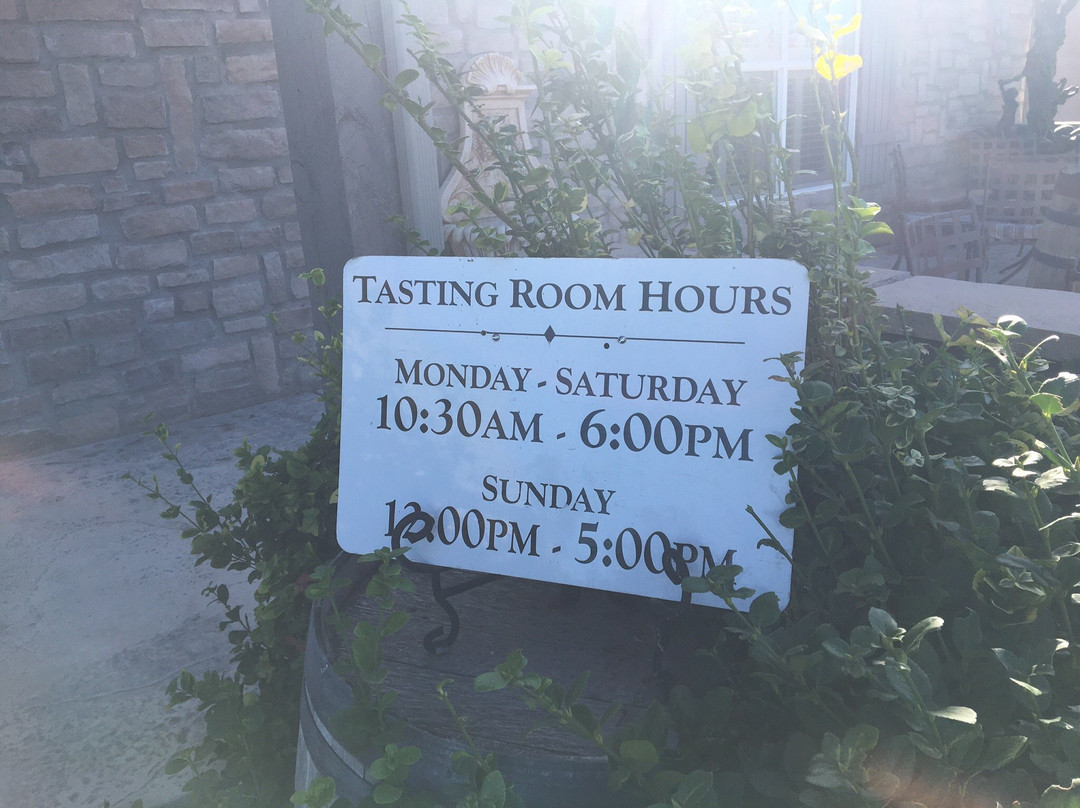 TASTING ROOM HOURS
MONDAY - SATURDAY
10:30AM - 6:00PM
SUNDAY
12:00PM - 5:00PM